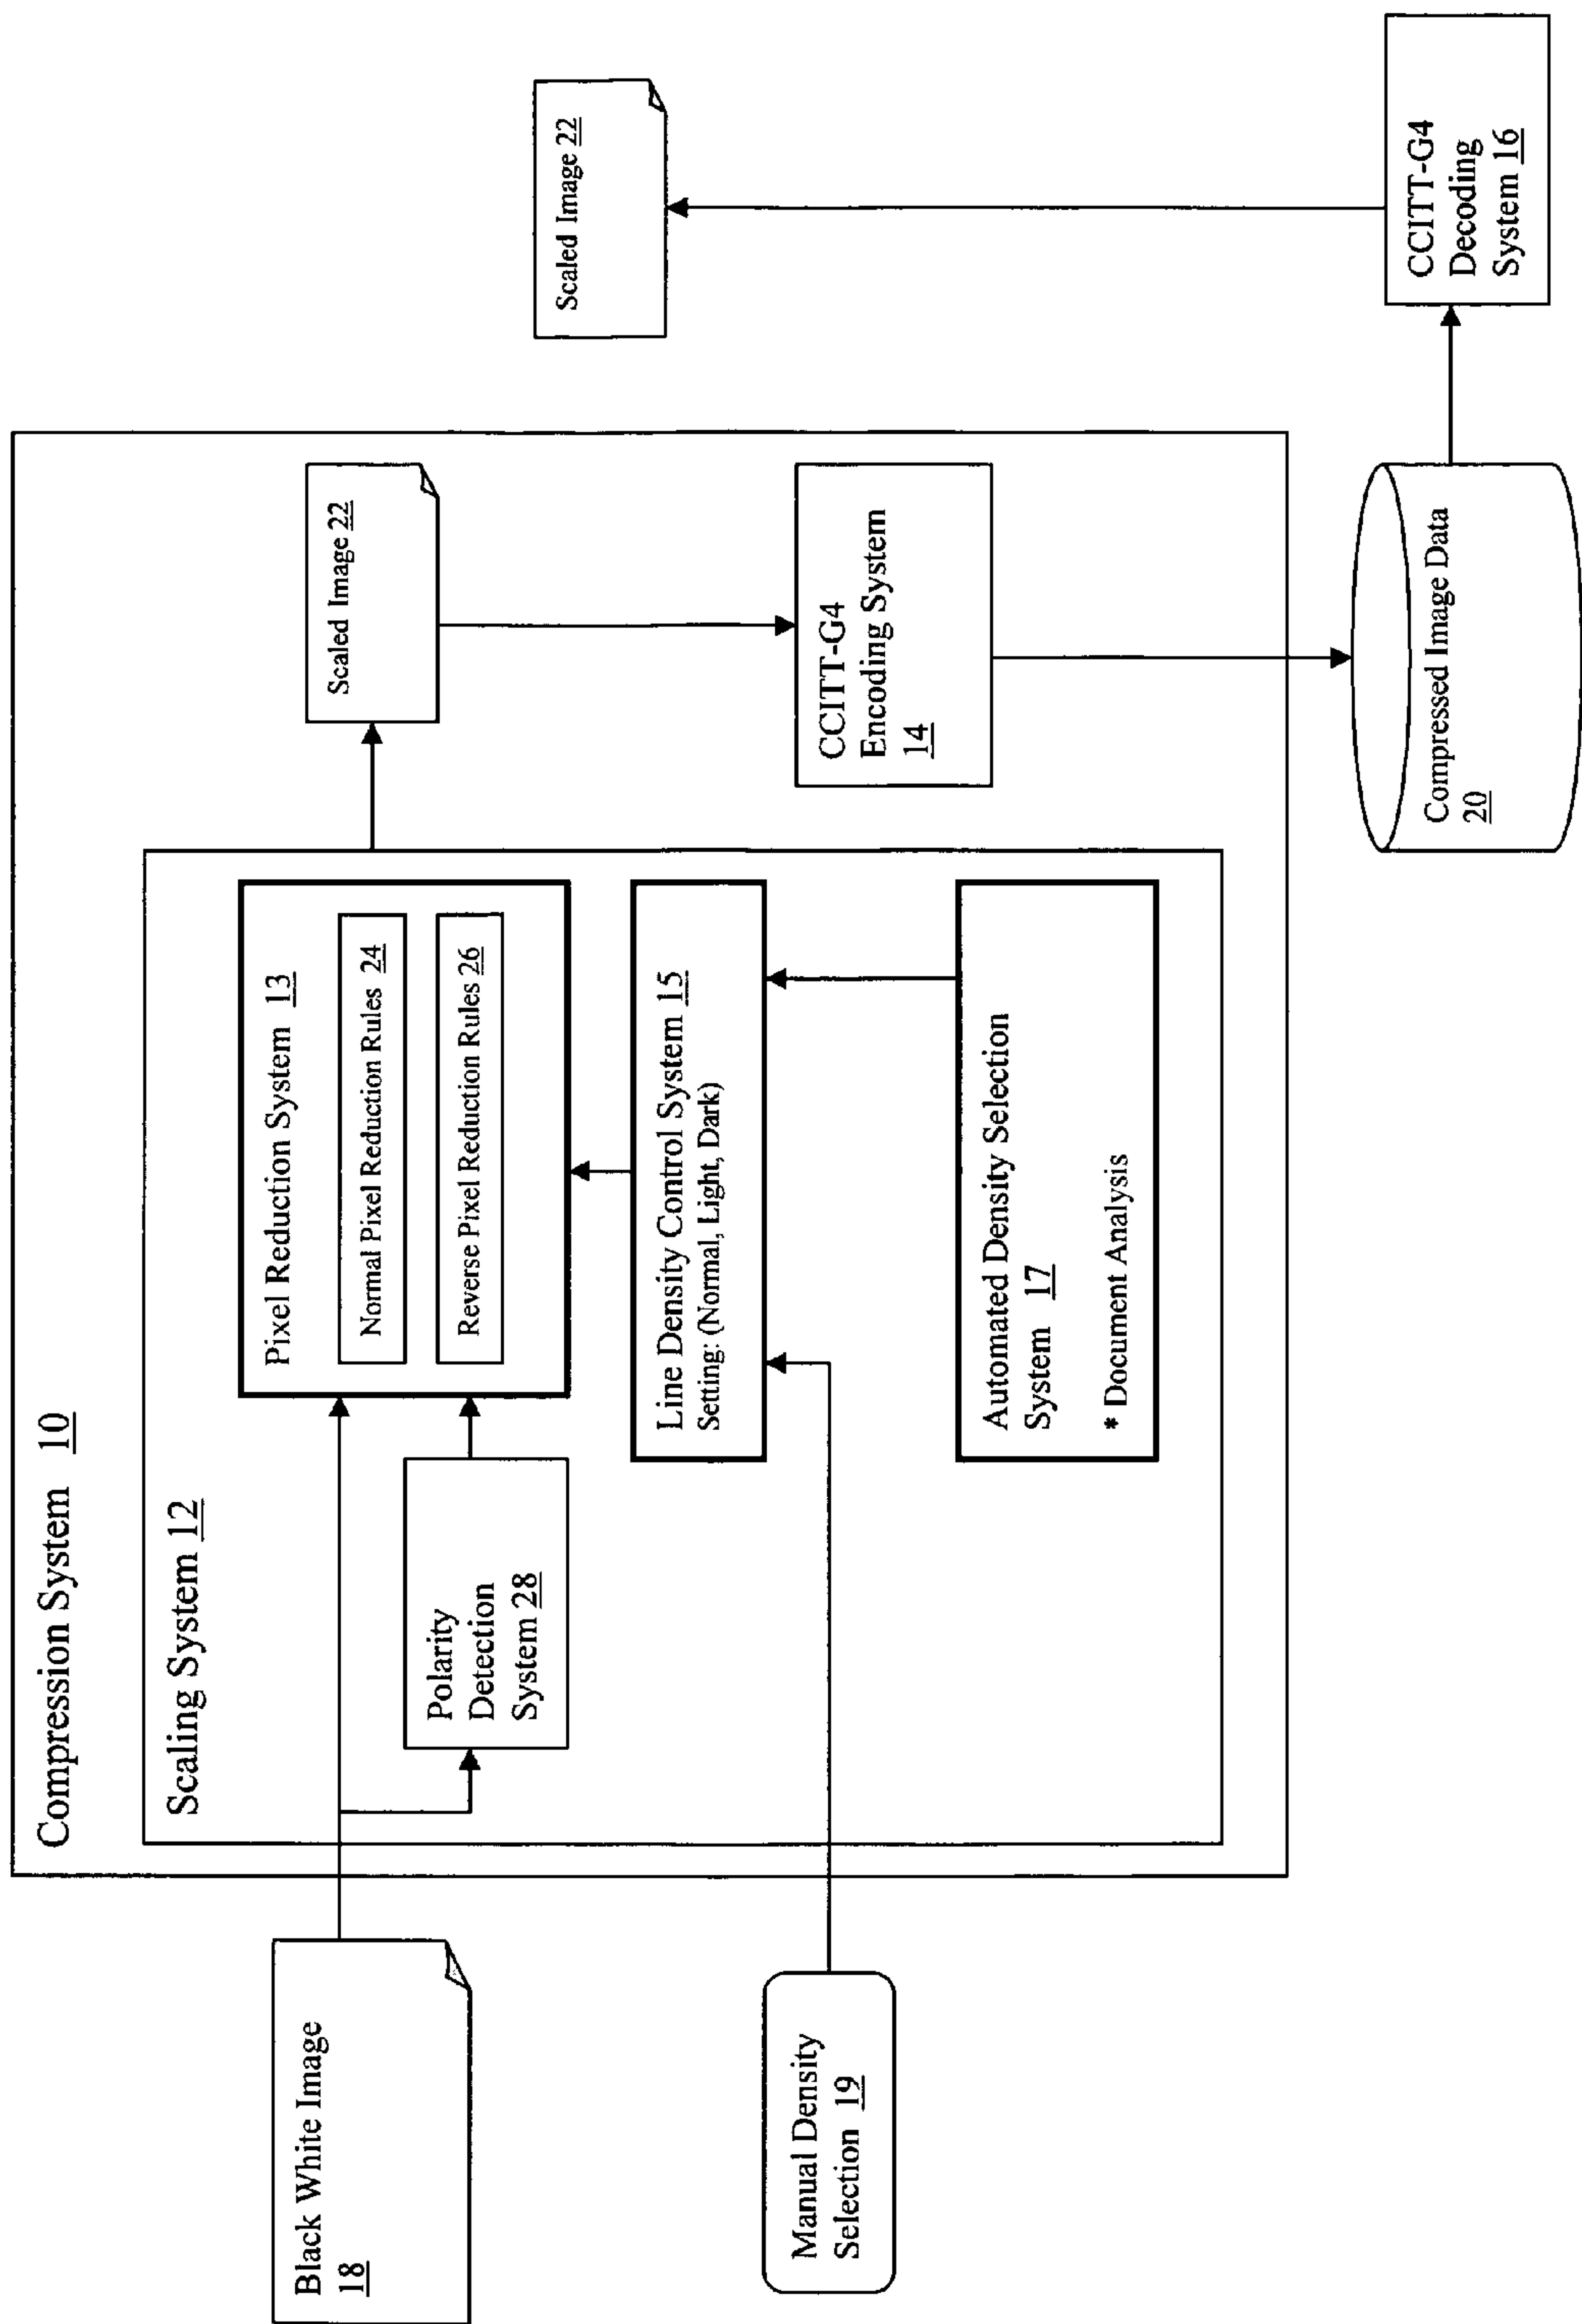 Compression System 10
Scaling System 12
Black White Image
18
Polarity
Detection
System 28
Pixel Reduction System 13
Normal Pixel Reduction Rules 24
Reverse Pixel Reduction Rules 26
Line Density Control System 15
Setting: (Normal, Light, Dark)
Manual Density
Selection 19
Automated Density Selection
System 17
* Document Analysis
Scaled Image 22
CCITT-G4
Encoding System
14
Compressed Image Data
20
Scaled Image 22
CCITT-G4
Decoding
System 16